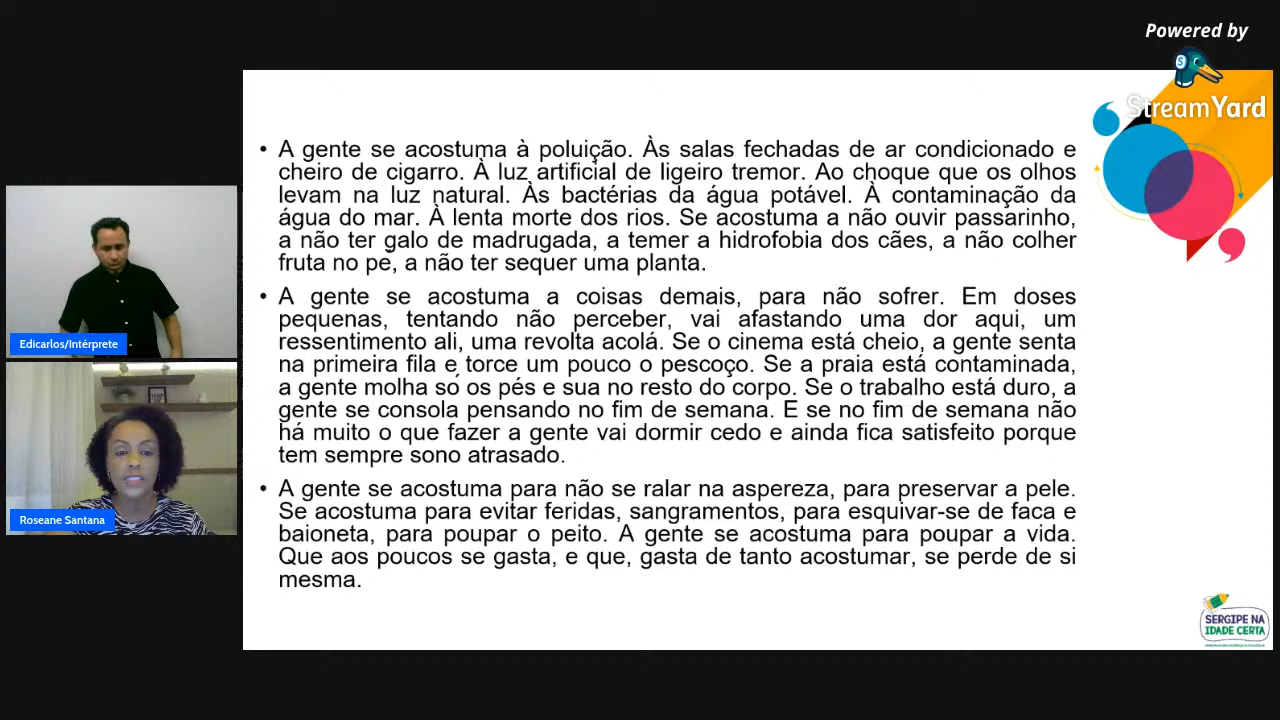 Powered by
StreamYard
• A gente se acostuma à poluição. Às salas fechadas de ar condicionado e
cheiro de cigarro. À luz artificial de ligeiro tremor. Ao choque que os olhos
levam na luz natural. Às bactérias da água potável. À contaminação da
água do mar. À lenta morte dos rios. Se acostuma a não ouvir passarinho,
a não ter galo de madrugada, a temer a hidrofobia dos cães, a não colher
fruta no pé, a não ter sequer uma planta.
• A gente se acostuma a coisas demais, para não sofrer. Em doses
pequenas, tentando não perceber, vai afastando uma dor aqui, um
ressentimento ali, uma revolta acolá. Se o cinema está cheio, a gente senta
na primeira fila e torce um pouco o pescoço. Se a praia está contaminada,
a gente molha só os pés e sua no resto do corpo. Se o trabalho está duro, a
gente se consola pensando no fim de semana. E se no fim de semana não
há muito o que fazer a gente vai dormir cedo e ainda fica satisfeito porque
tem sempre sono atrasado.
• A gente se acostuma para não se ralar na aspereza, para preservar a pele.
Se acostuma para evitar feridas, sangramentos, para esquivar-se de faca e
baioneta, para poupar o peito. A gente se acostuma para poupar a vida.
Que aos poucos se gasta, e que, gasta de tanto acostumar, se perde de si
mesma.
Edicarlos/Intérprete
Roseane Santana
SERGIPE NA
IDADE CERTA